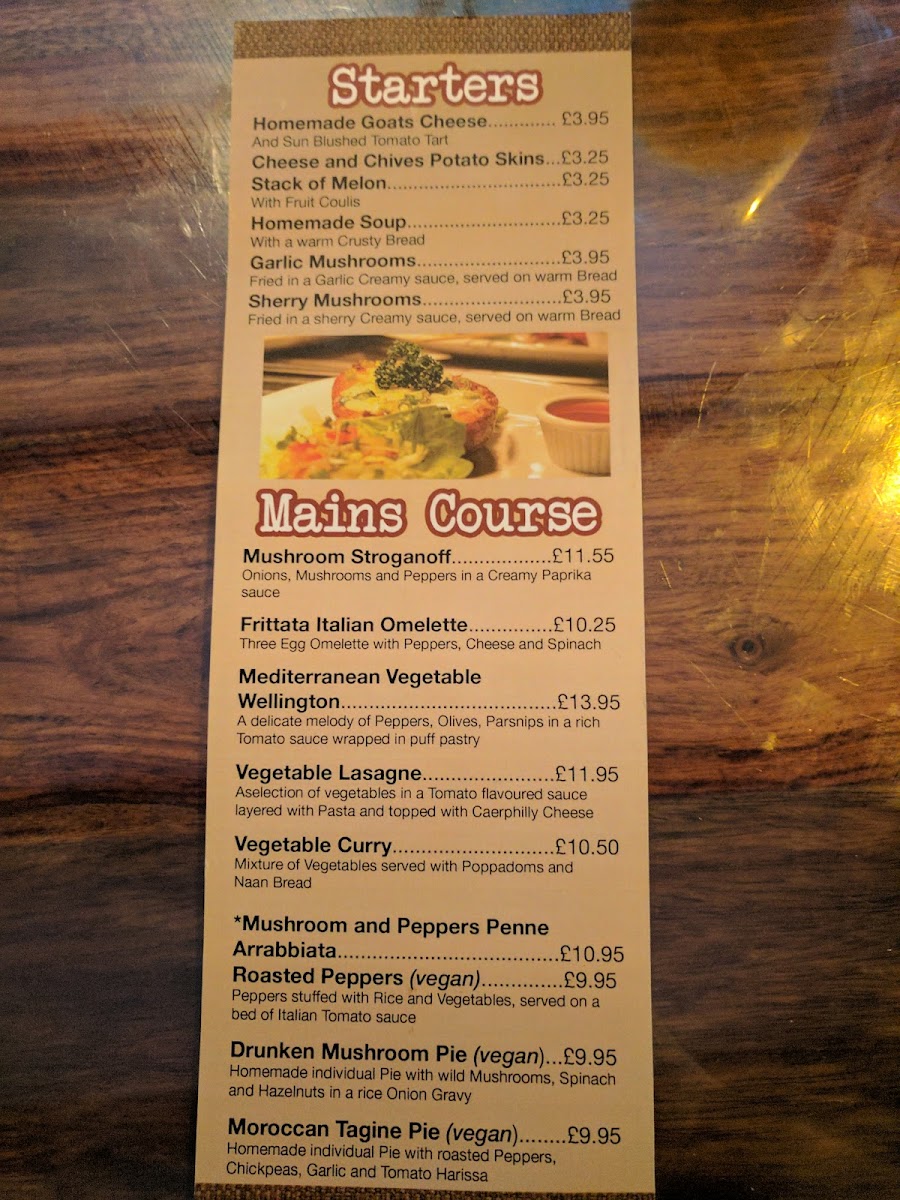 Starters
Homemade Goats Cheese............. £3.95
And Sun Blushed Tomato Tart
Cheese and Chives Potato Skins...£3.25
Stack of Melon................................£3.25
With Fruit Coulis
Homemade Soup............................£3.25
With a warm Crusty Bread
Garlic Mushrooms..........................£3.95
Fried in a Garlic Creamy sauce, served on warm Bread
Sherry Mushrooms.........................£3.95
Fried in a sherry Creamy sauce, served on warm Bread
Mains Course
Mushroom Stroganoff..................£11.55
Onions, Mushrooms and Peppers in a Creamy Paprika
sauce
Frittata Italian Omelette...............£10.25
Three Egg Omelette with Peppers, Cheese and Spinach
Mediterranean Vegetable
Wellington.......................................£13.95
A delicate melody of Peppers, Olives, Parsnips in a rich
Tomato sauce wrapped in puff pastry
Vegetable Lasagne........................£11.95
Aselection of vegetables in a Tomato flavoured sauce
layered with Pasta and topped with Caerphilly Cheese
Vegetable Curry.............................£10.50
Mixture of Vegetables served with Poppadoms and
Naan Bread
*Mushroom and Peppers Penne
Arrabbiata........................................£10.95
Roasted Peppers (vegan)...............£9.95
Peppers stuffed with Rice and Vegetables, served on a
bed of Italian Tomato sauce
Drunken Mushroom Pie (vegan)...£9.95
Homemade individual Pie with wild Mushrooms, Spinach
and Hazelnuts in a rice Onion Gravy
Moroccan Tagine Pie (vegan)........£9.95
Homemade individual Pie with roasted Peppers,
Chickpeas, Garlic and Tomato Harissa